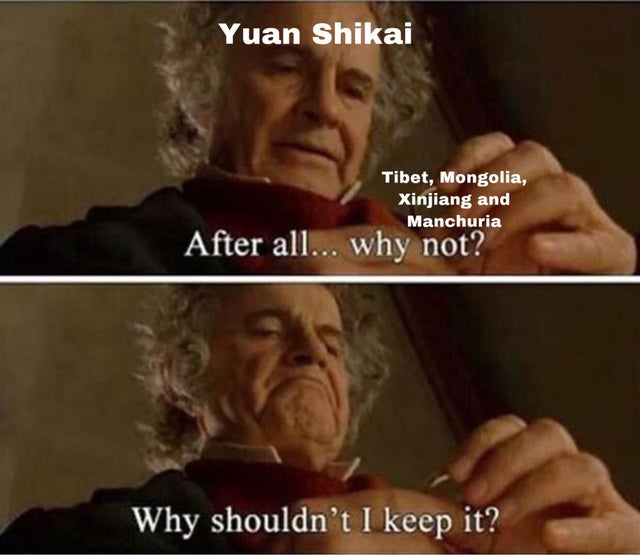 Yuan Shikai
Tibet, Mongolia,
Xinjiang and
Manchuria
After all... why not?
Why shouldn't I keep it?